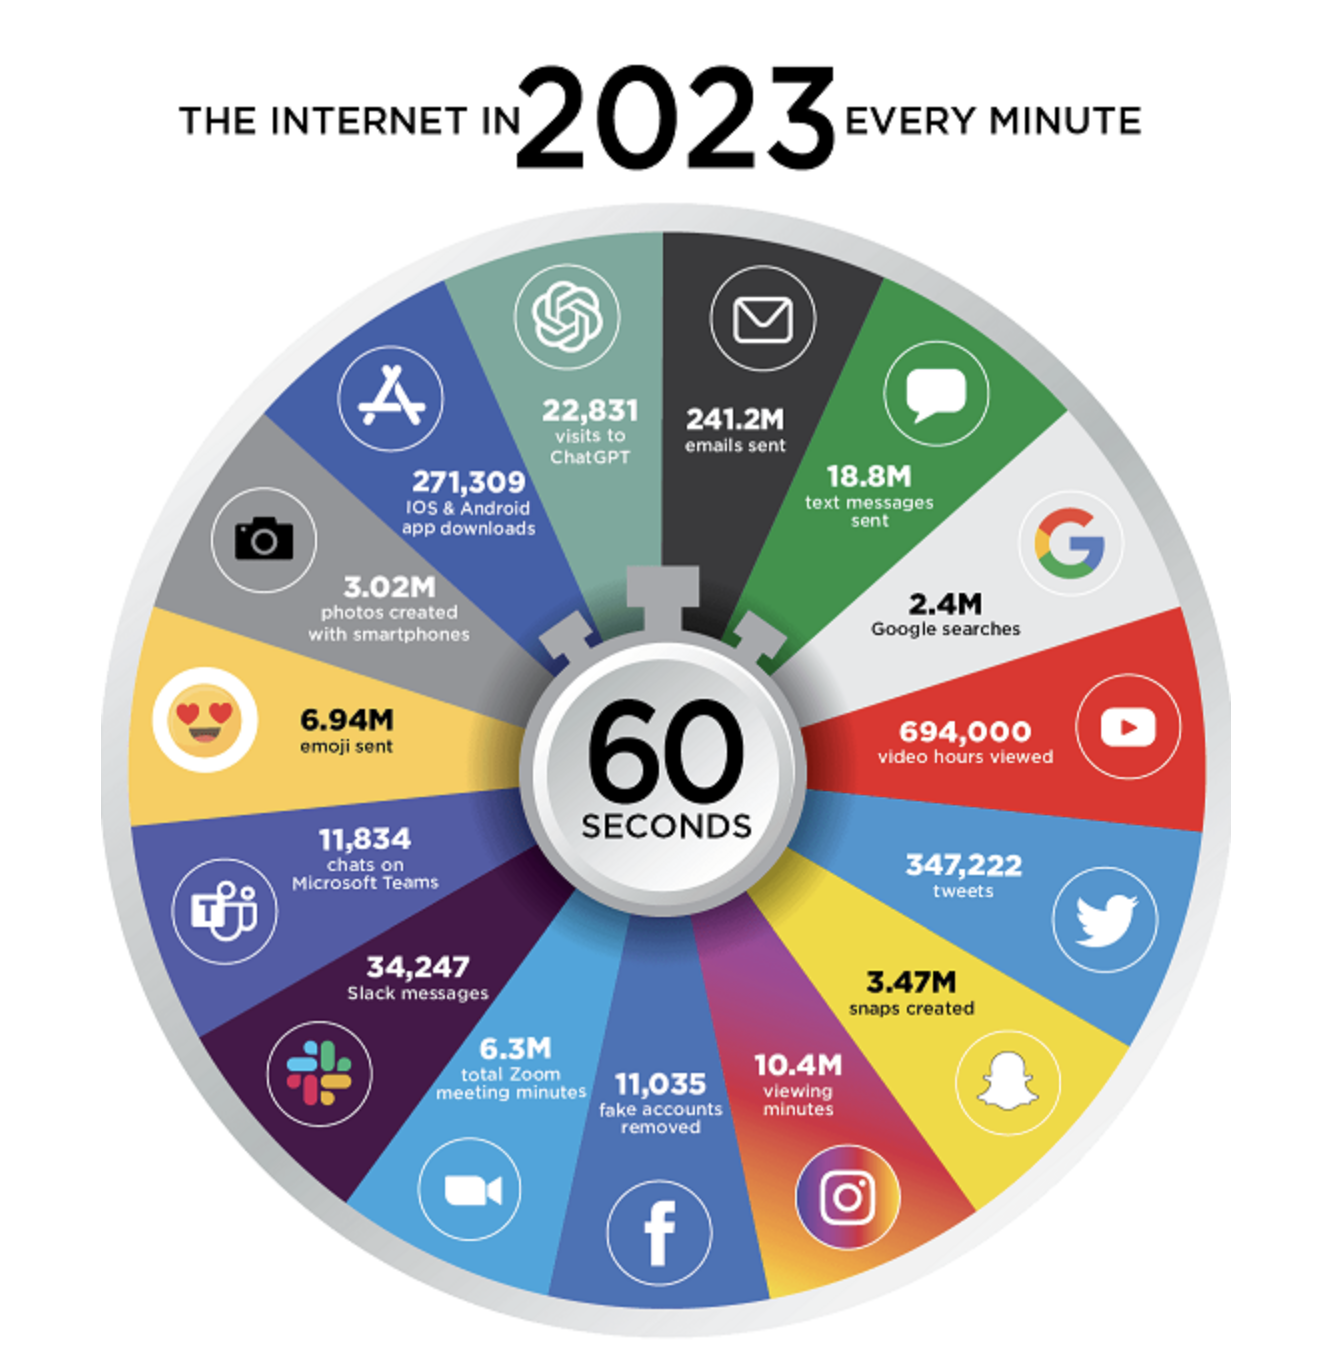 THE INTERNET IN 2023 EVERY MINUTE
241.2M
emails sent
18.8M
text messages
sent
2.4M
Google searches
694,000
video hours viewed
347,222
tweets
3.47M
snaps created
10.4M
viewing
minutes
11,035
fake accounts
removed
6.3M
total Zoom
meeting minutes
34,247
Slack messages
11,834
chats on
Microsoft Teams
T
6.94M
emoji sent
3.02M
photos created
with smartphones
271,309
IOS & Android
app downloads
22,831
visits to
ChatGPT
60
SECONDS